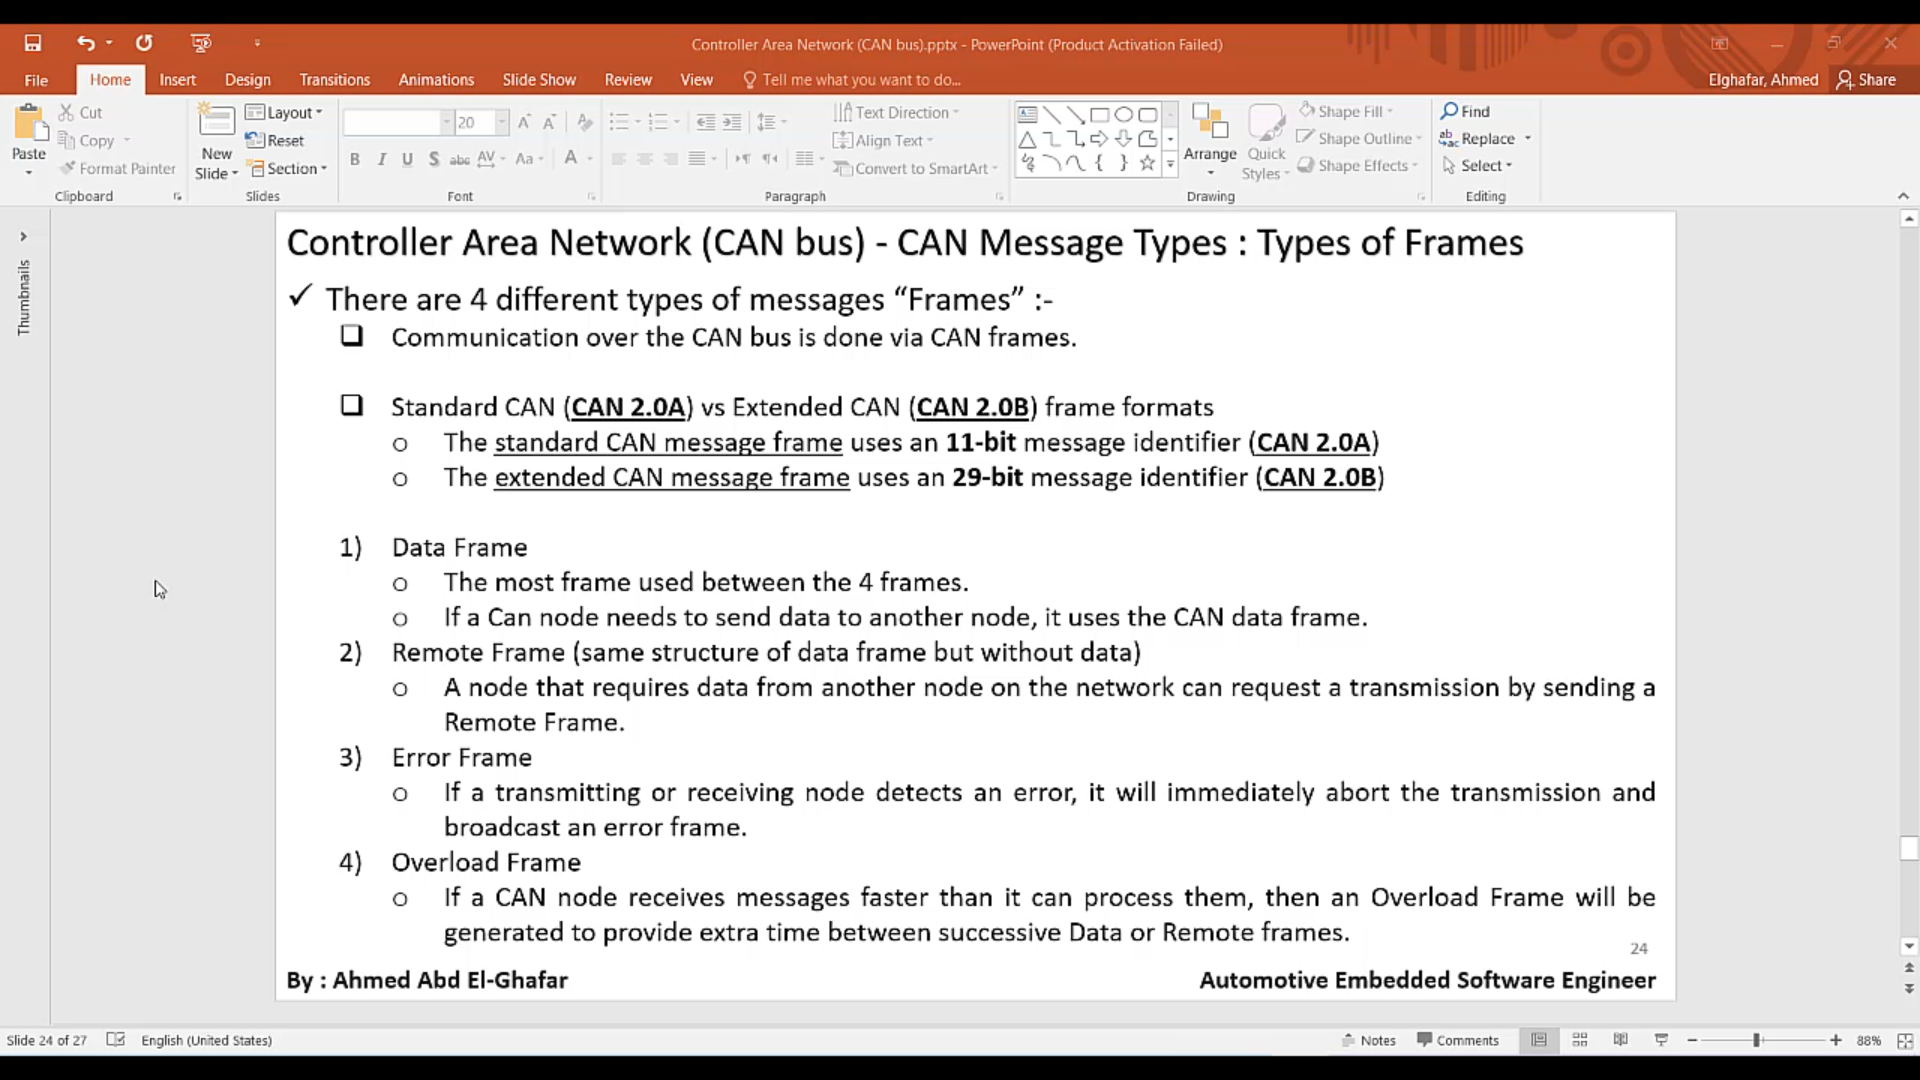 Controller Area Network (CAN bus).pptx - PowerPoint (Product Activation Failed)
File Home Insert Design Transitions Animations Slide Show Review View Tell me what you want to do... Elghafar, Ahmed Share
Cut
Copy
Format Painter
Paste
Clipboard
New
Slide
Layout
Reset
Section
Slides
20
B I U S abc AV Aa A
Font
Text Direction
Align Text
Convert to SmartArt
Paragraph
Arrange
Quick
Styles
Shape Fill
Shape Outline
Shape Effects
Drawing
Find
Replace
Select
Editing
Thumbnails
Controller Area Network (CAN bus) - CAN Message Types : Types of Frames
✓ There are 4 different types of messages “Frames” :-
❑ Communication over the CAN bus is done via CAN frames.
❑ Standard CAN (CAN 2.0A) vs Extended CAN (CAN 2.0B) frame formats
o The standard CAN message frame uses an 11-bit message identifier (CAN 2.0A)
o The extended CAN message frame uses an 29-bit message identifier (CAN 2.0B)
1) Data Frame
o The most frame used between the 4 frames.
o If a Can node needs to send data to another node, it uses the CAN data frame.
2) Remote Frame (same structure of data frame but without data)
o A node that requires data from another node on the network can request a transmission by sending a
Remote Frame.
3) Error Frame
o If a transmitting or receiving node detects an error, it will immediately abort the transmission and
broadcast an error frame.
4) Overload Frame
o If a CAN node receives messages faster than it can process them, then an Overload Frame will be
generated to provide extra time between successive Data or Remote frames.
24
By : Ahmed Abd El-Ghafar Automotive Embedded Software Engineer
Slide 24 of 27 English (United States) Notes Comments 88%